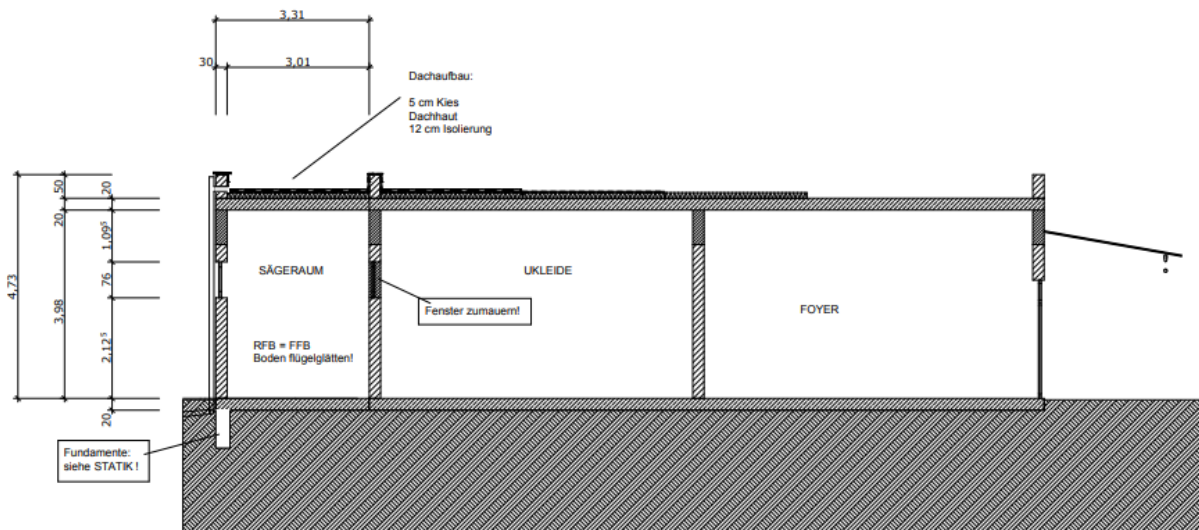 3,31
30
3,01
Dachaufbau:
5 cm Kies
Dachhaut
12 cm Isolierung
50
20
20
1,09⁵
76
2,12⁵
20
3,98
4,73
SÄGERAUM
UKLEIDE
FOYER
Fenster zumauern!
RFB = FFB
Boden flügelglätten!
Fundamente:
siehe STATIK !